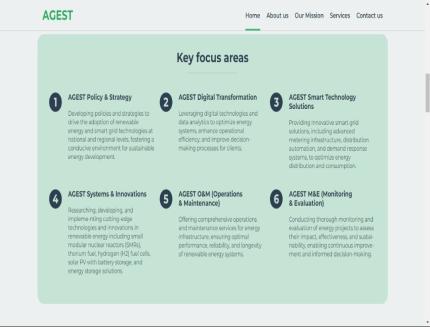 AGEST
Home About us Our Mission Services Contact us
Key focus areas
1 AGEST Policy & Strategy
Developing policies and strategies to
drive the adoption of renewable
energy and smart grid technologies at
national and regional levels, fostering a
conducive environment for sustainable
energy development.
2 AGEST Digital Transformation
Leveraging digital technologies and
data analytics to optimize energy
systems, enhance operational
efficiency, and improve decision-
making processes for clients.
3 AGEST Smart Technology
Solutions
Providing innovative smart grid
solutions, including advanced
metering infrastructure, distribution
automation, and demand response
systems, to optimize energy
distribution and consumption.
4 AGEST Systems & Innovations
Researching, developing, and
impleme-nting cutting-edge
technologies and innovations in
renewable energy including small
modular nuclear reactors (SMRs),
thorium fuel, hydrogen (H2) fuel cells,
solar PV with battery storage, and
energy storage solutions.
5 AGEST O&M (Operations
& Maintenance)
Offering comprehensive operations
and maintenance services for energy
infrastructure, ensuring optimal
performance, reliability, and longevity
of renewable energy systems.
6 AGEST M&E (Monitoring
& Evaluation)
Conducting thorough monitoring and
evaluation of energy projects to assess
their impact, effectiveness, and sustai-
nability, enabling continuous improve-
ment and informed decision-making.